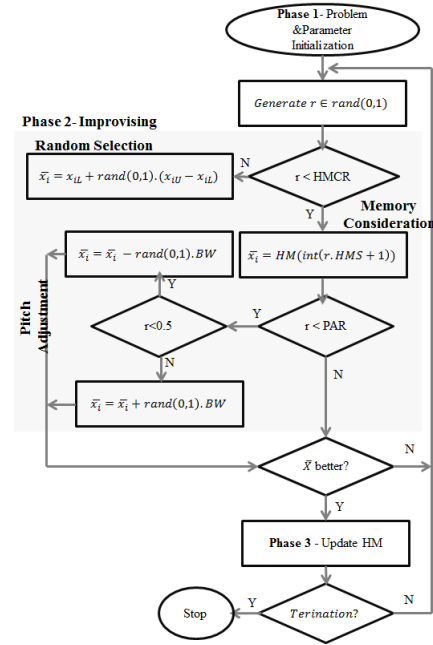 Phase 1- Problem
&Parameter
Initialization
Generate r ∈ rand(0,1)
Phase 2- Improvising
Random Selection
N
r < HMCR
x̄ᵢ = xᵢL + rand(0,1).(xᵢU − xᵢL)
Y
Memory
Consideration
x̄ᵢ = x̄ᵢ − rand(0,1).BW
x̄ᵢ = HM(int(r.HMS + 1))
Y
Pitch
Adjustment
r<0.5
Y
r < PAR
N
N
x̄ᵢ = x̄ᵢ + rand(0,1).BW
X̄ better?
N
Y
Phase 3 - Update HM
Stop
Y
Terination?
N